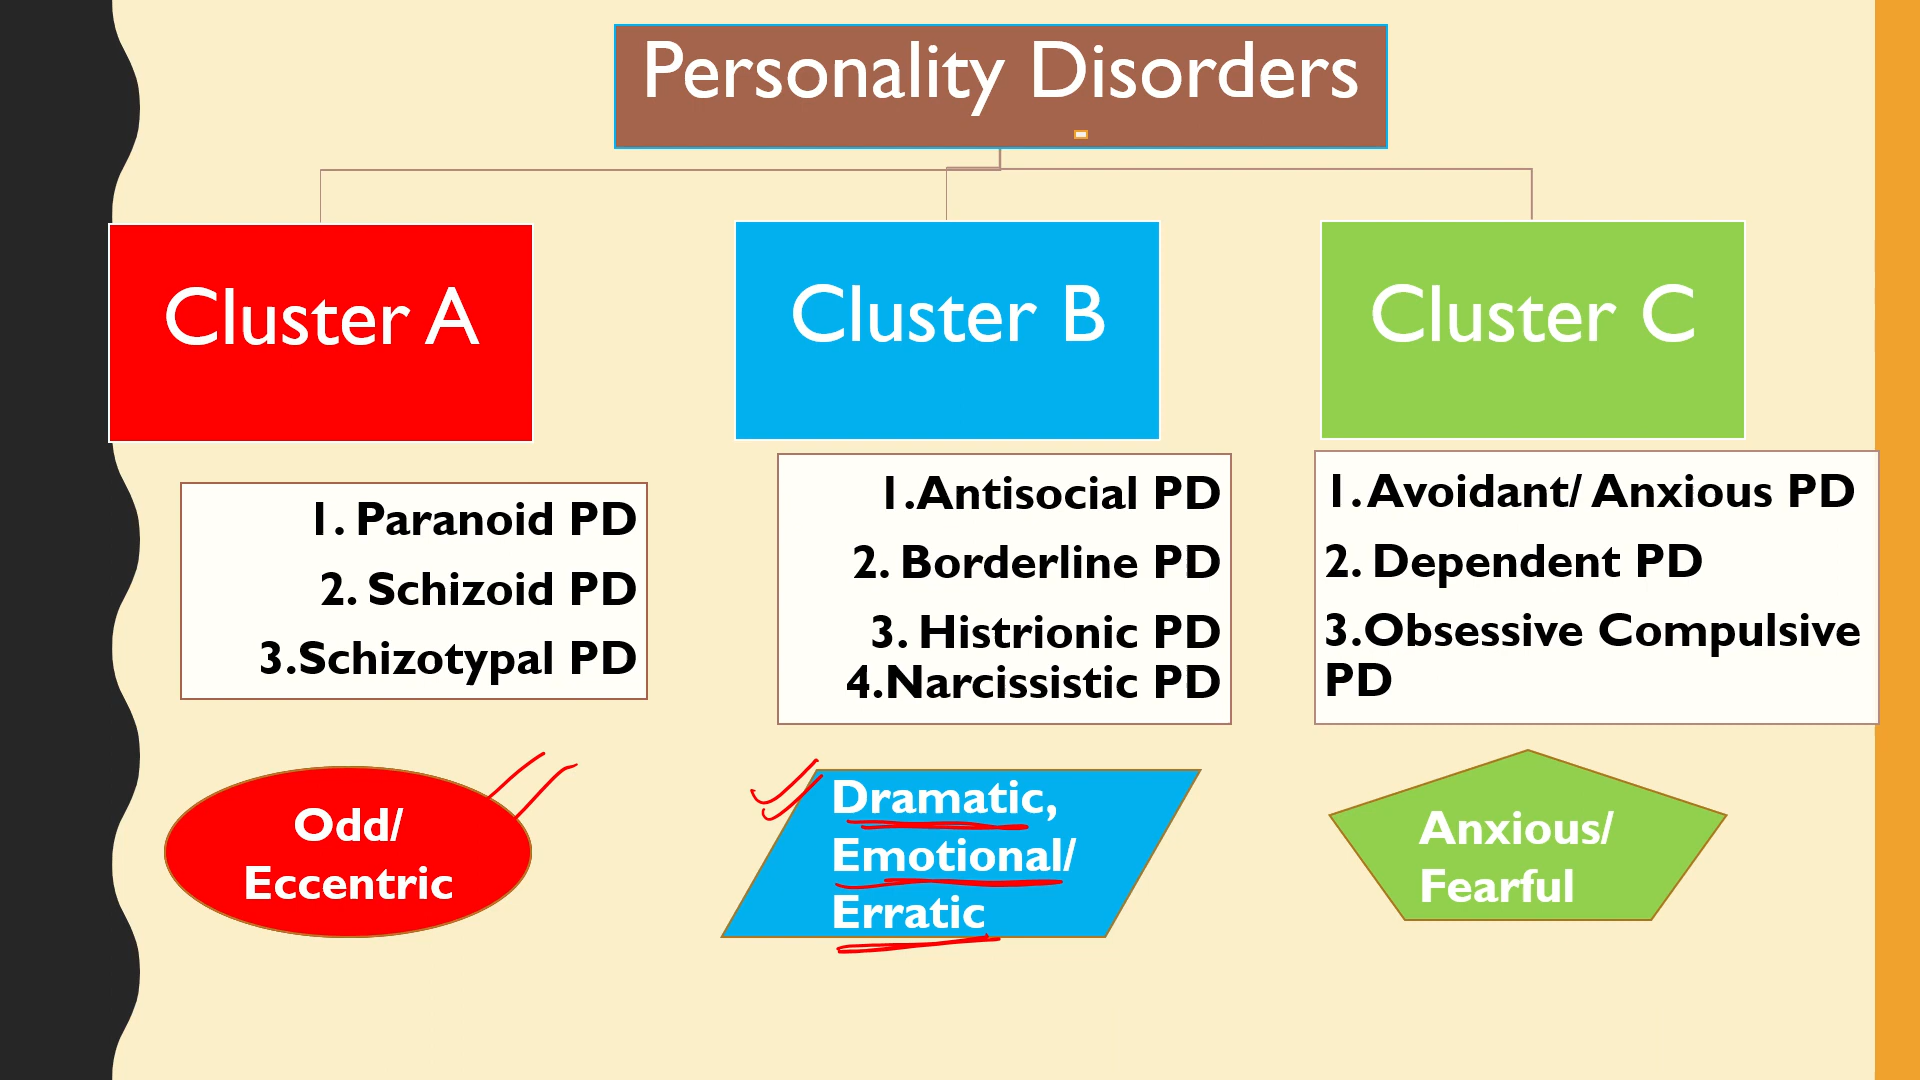 Personality Disorders
Cluster A
Cluster B
Cluster C
1. Paranoid PD
2. Schizoid PD
3.Schizotypal PD
1.Antisocial PD
2. Borderline PD
3. Histrionic PD
4.Narcissistic PD
1. Avoidant/ Anxious PD
2. Dependent PD
3.Obsessive Compulsive
PD
Odd/
Eccentric
Dramatic,
Emotional/
Erratic
Anxious/
Fearful